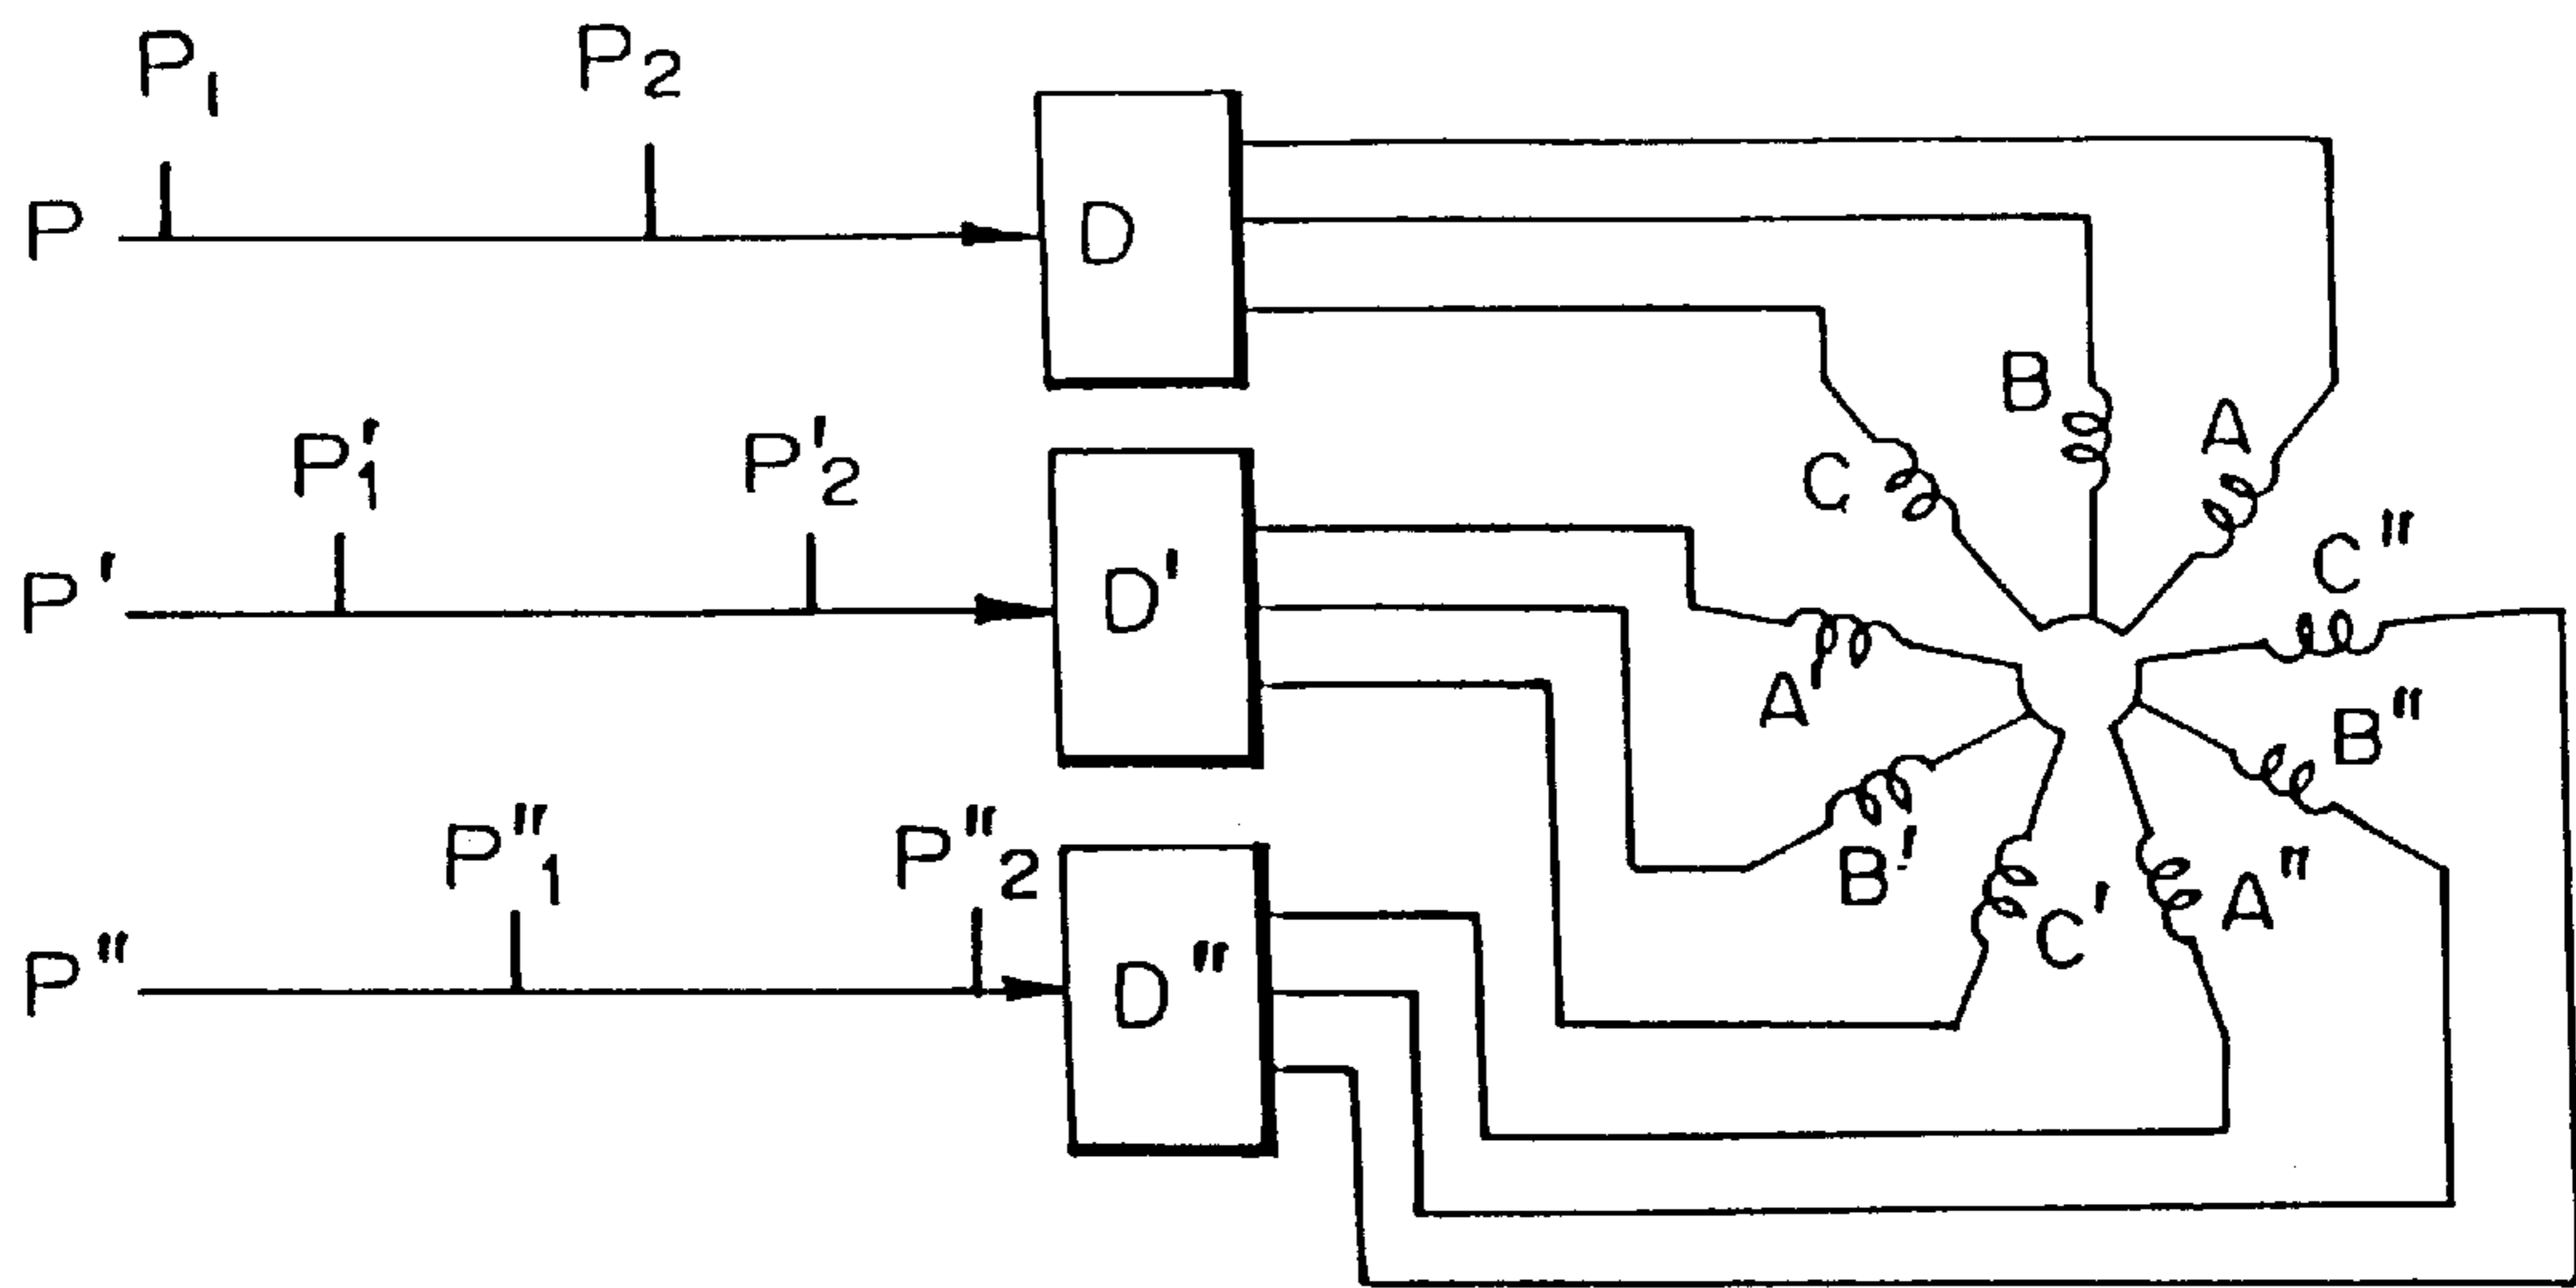 P₁ P₂
P D
B A
C
P'₁ P'₂
C"
P' D'
A' B"
P"₁ P"₂
B' A"
C'
P" D"